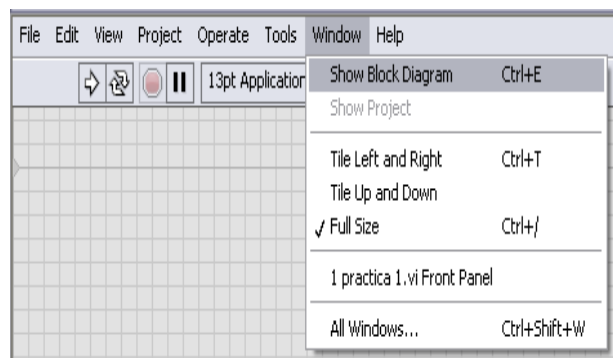 File Edit View Project Operate Tools Window Help
13pt Application
Show Block Diagram Ctrl+E
Show Project
Tile Left and Right Ctrl+T
Tile Up and Down
Full Size Ctrl+/
1 practica 1.vi Front Panel
All Windows... Ctrl+Shift+W